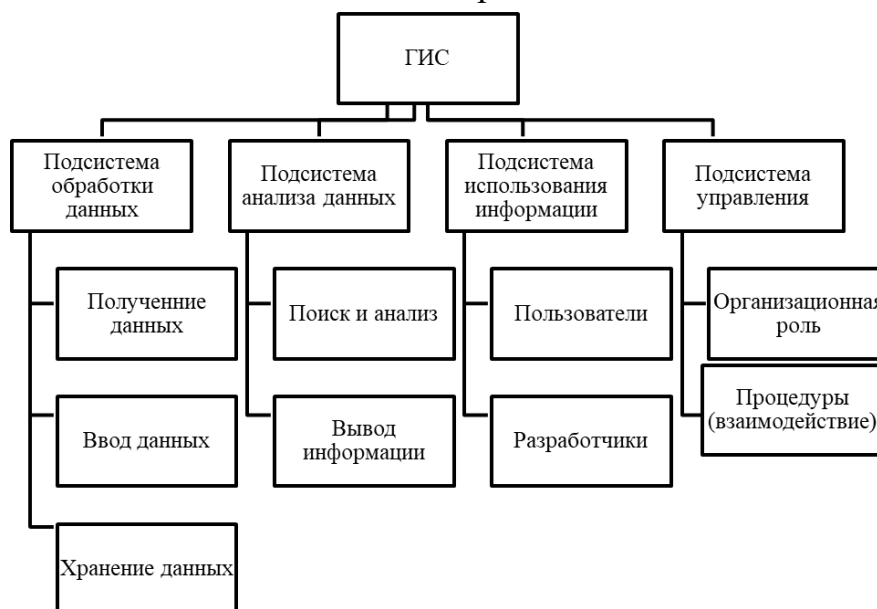 ГИС
Подсистема
обработки
данных
Подсистема
анализа данных
Подсистема
использования
информации
Подсистема
управления
Полученние
данных
Поиск и анализ
Пользователи
Организационная
роль
Ввод данных
Вывод
информации
Разработчики
Процедуры
(взаимодействие)
Хранение данных